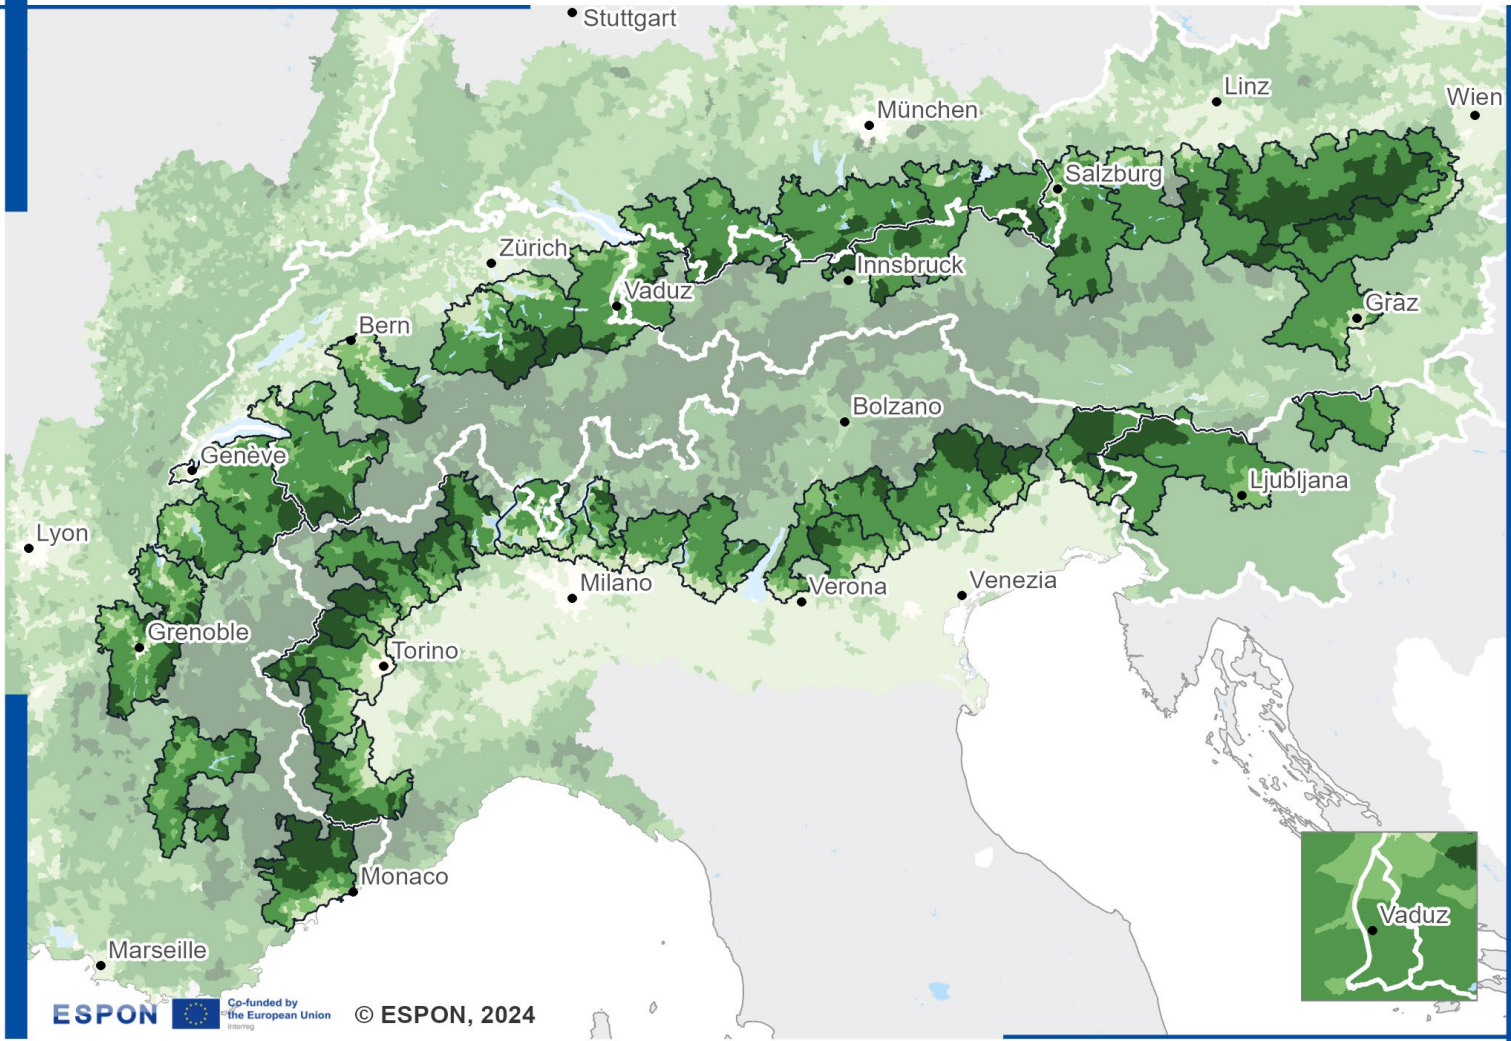 Stuttgart
Linz
Wien
München
Salzburg
Zürich
Innsbruck
Vaduz
Graz
Bern
Bolzano
Genève
Ljubljana
Lyon
Milano
Verona
Venezia
Grenoble
Torino
Monaco
Vaduz
Marseille
ESPON
Co-funded by
the European Union
Interreg
© ESPON, 2024